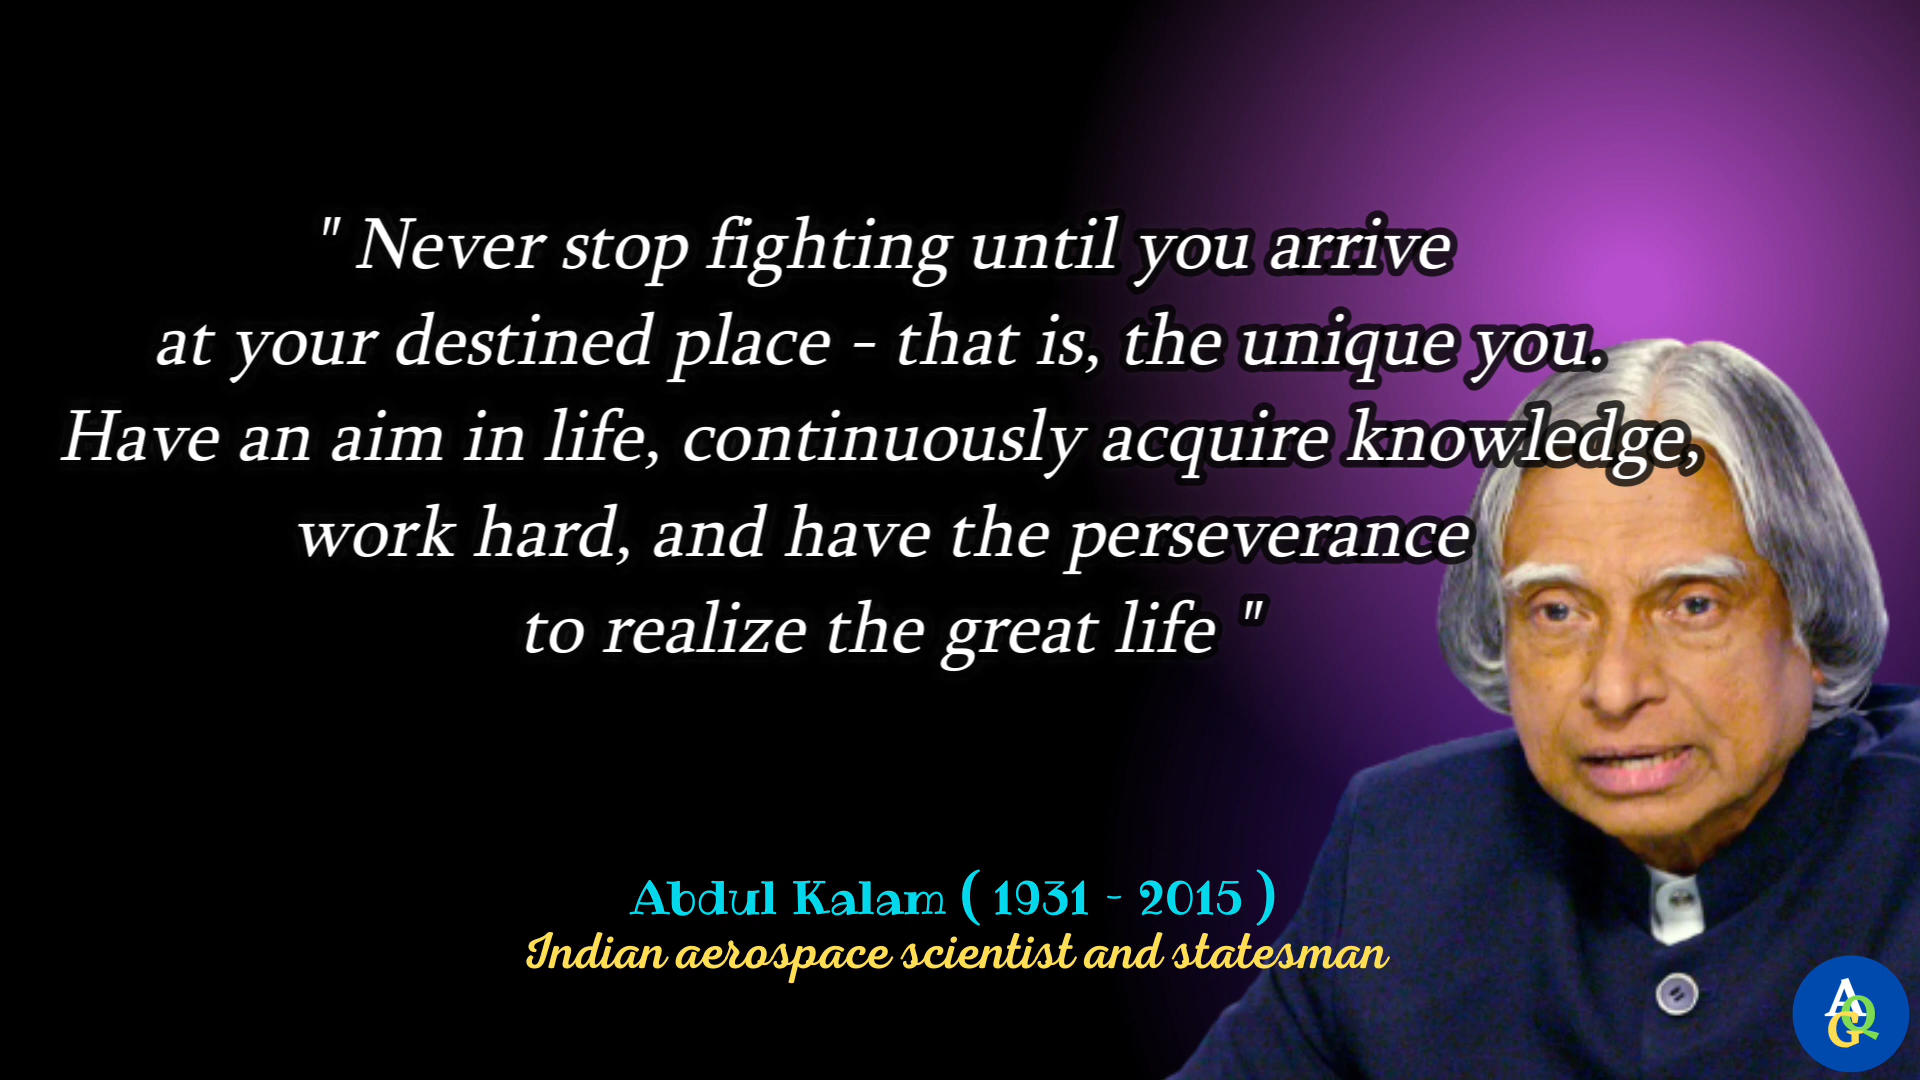 " Never stop fighting until you arrive
at your destined place - that is, the unique you.
Have an aim in life, continuously acquire knowledge,
work hard, and have the perseverance
to realize the great life "
Abdul Kalam ( 1931 - 2015 )
Indian aerospace scientist and statesman
AQG